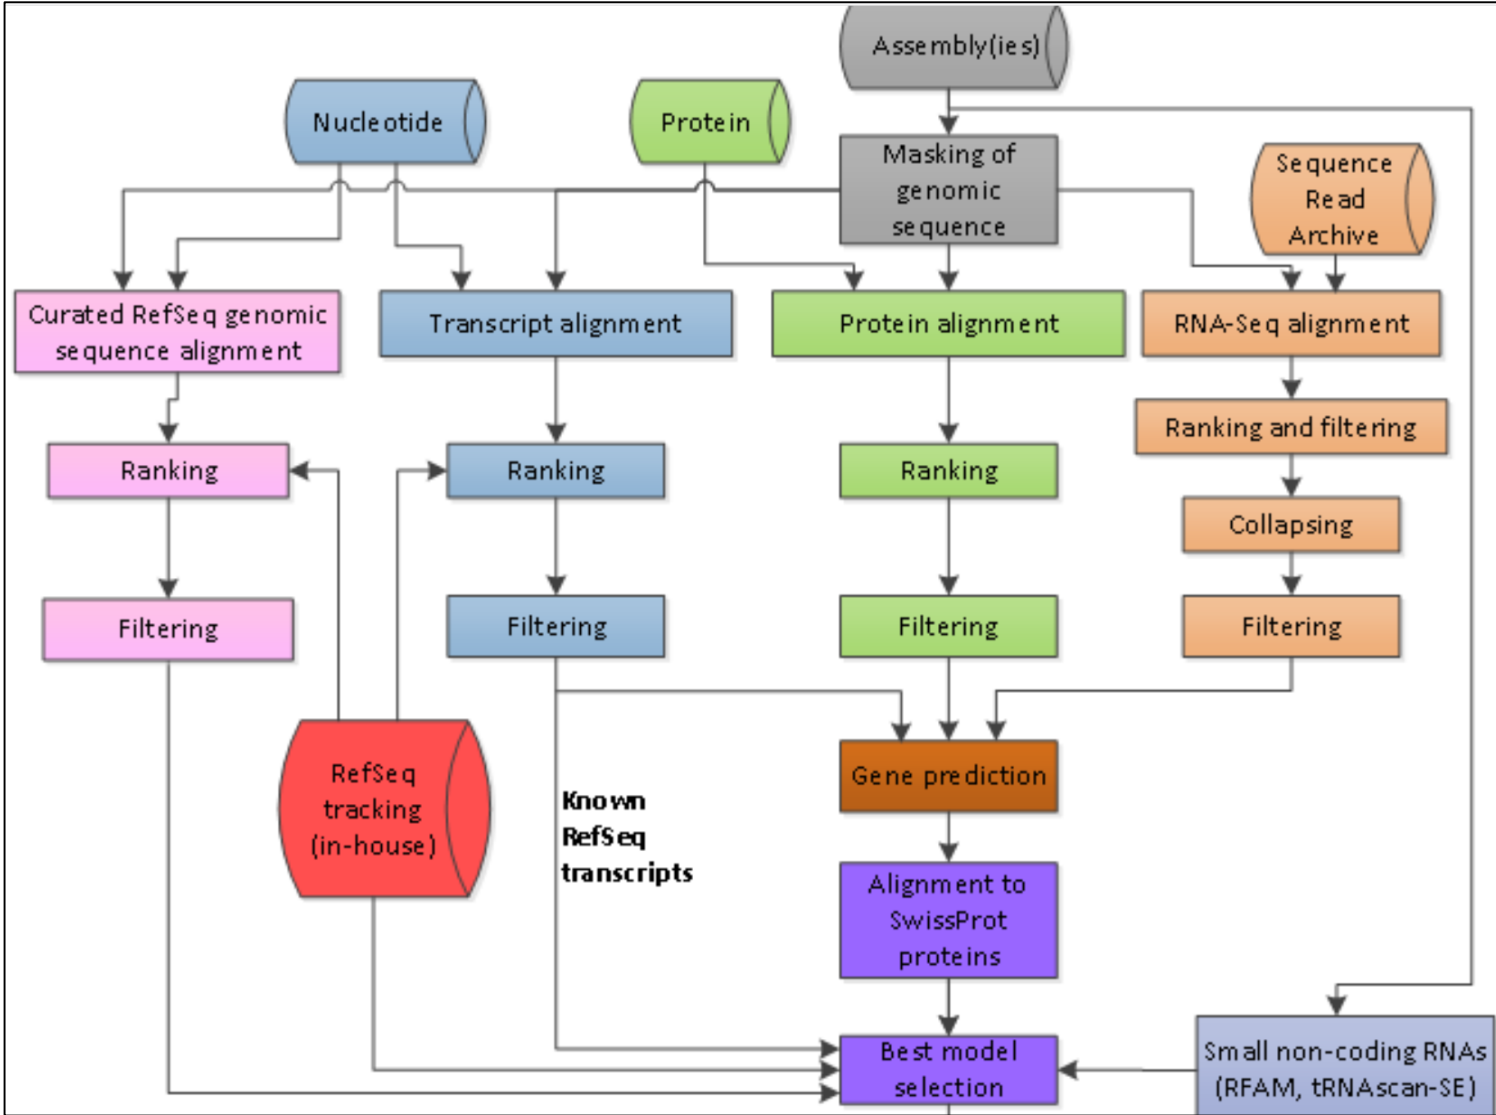 Assembly(ies)
Nucleotide
Protein
Masking of
genomic
sequence
Sequence
Read
Archive
Curated RefSeq genomic
sequence alignment
Transcript alignment
Protein alignment
RNA-Seq alignment
Ranking and filtering
Ranking
Ranking
Ranking
Collapsing
Filtering
Filtering
Filtering
Filtering
RefSeq
tracking
(in-house)
Known
RefSeq
transcripts
Gene prediction
Alignment to
SwissProt
proteins
Best model
selection
Small non-coding RNAs
(RFAM, tRNAscan-SE)